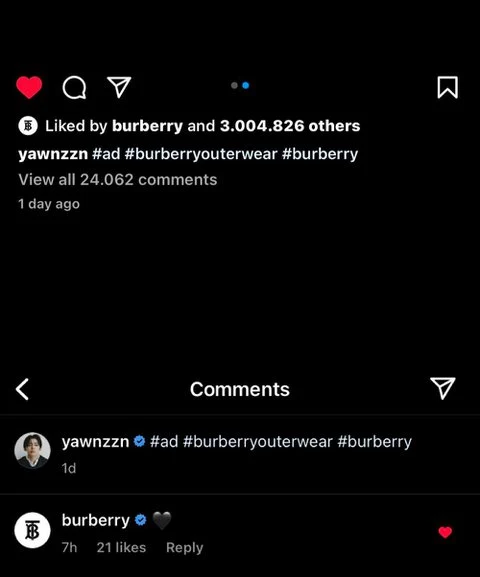 Liked by burberry and 3.004.826 others
yawnzzn #ad #burberryouterwear #burberry
View all 24.062 comments
1 day ago
Comments
yawnzzn #ad #burberryouterwear #burberry
1d
burberry 🖤
7h 21 likes Reply